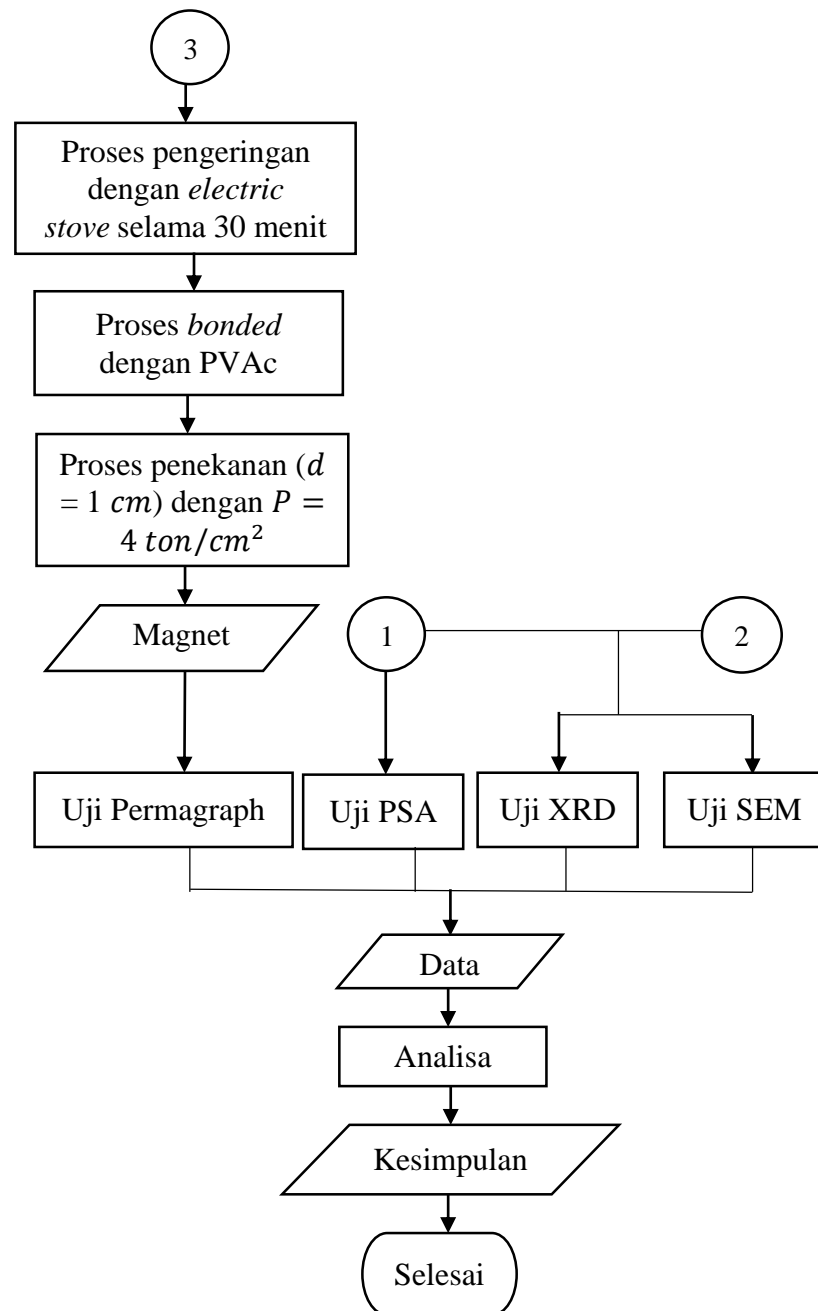 3
Proses pengeringan
dengan electric
stove selama 30 menit
Proses bonded
dengan PVAc
Proses penekanan (d
= 1 cm) dengan P =
4 ton/cm²
Magnet
1
2
Uji Permagraph
Uji PSA
Uji XRD
Uji SEM
Data
Analisa
Kesimpulan
Selesai